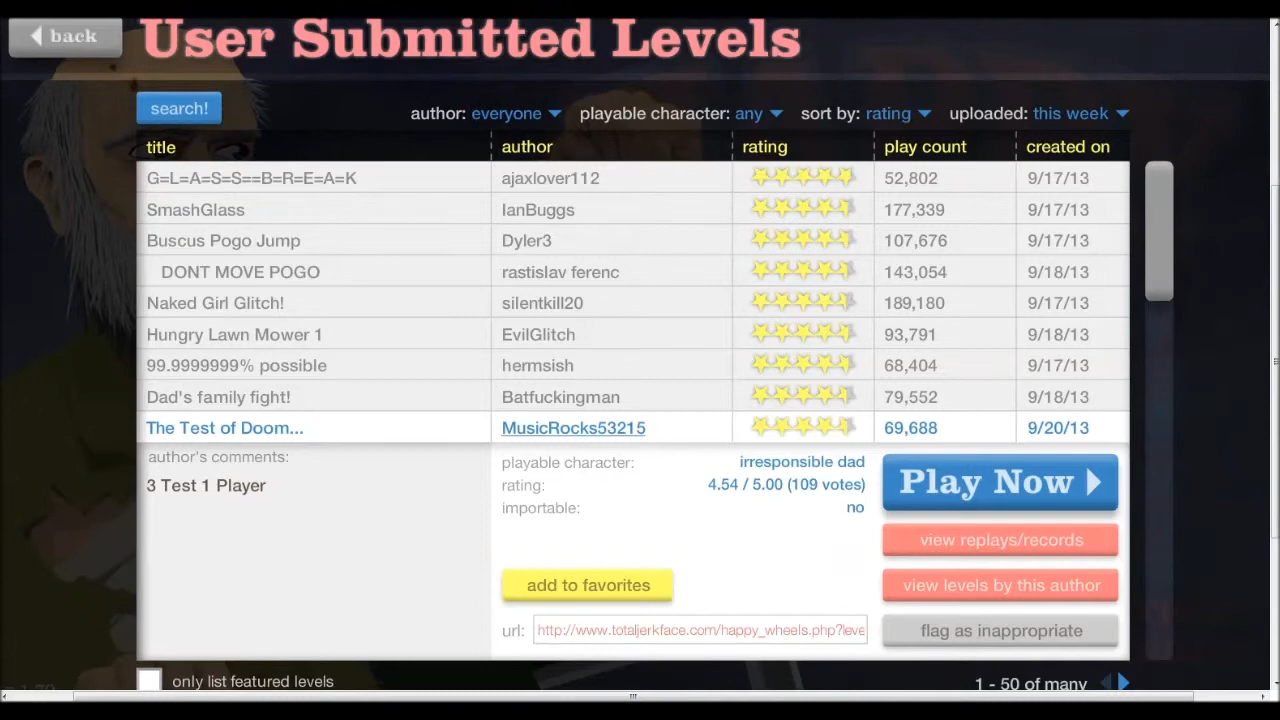 back
User Submitted Levels
search!
author: everyone playable character: any sort by: rating uploaded: this week
title author rating play count created on
G=L=A=S=S==B=R=E=A=K ajaxlover112 52,802 9/17/13
SmashGlass IanBuggs 177,339 9/17/13
Buscus Pogo Jump Dyler3 107,676 9/17/13
DONT MOVE POGO rastislav ferenc 143,054 9/18/13
Naked Girl Glitch! silentkill20 189,180 9/17/13
Hungry Lawn Mower 1 EvilGlitch 93,791 9/18/13
99.9999999% possible hermsish 68,404 9/17/13
Dad's family fight! Batfuckingman 79,552 9/18/13
The Test of Doom... MusicRocks53215 69,688 9/20/13
author's comments:
3 Test 1 Player
playable character: irresponsible dad
rating: 4.54 / 5.00 (109 votes)
importable: no
add to favorites
url: http://www.totaljerkface.com/happy_wheels.php?leve
Play Now
view replays/records
view levels by this author
flag as inappropriate
only list featured levels
1 - 50 of many